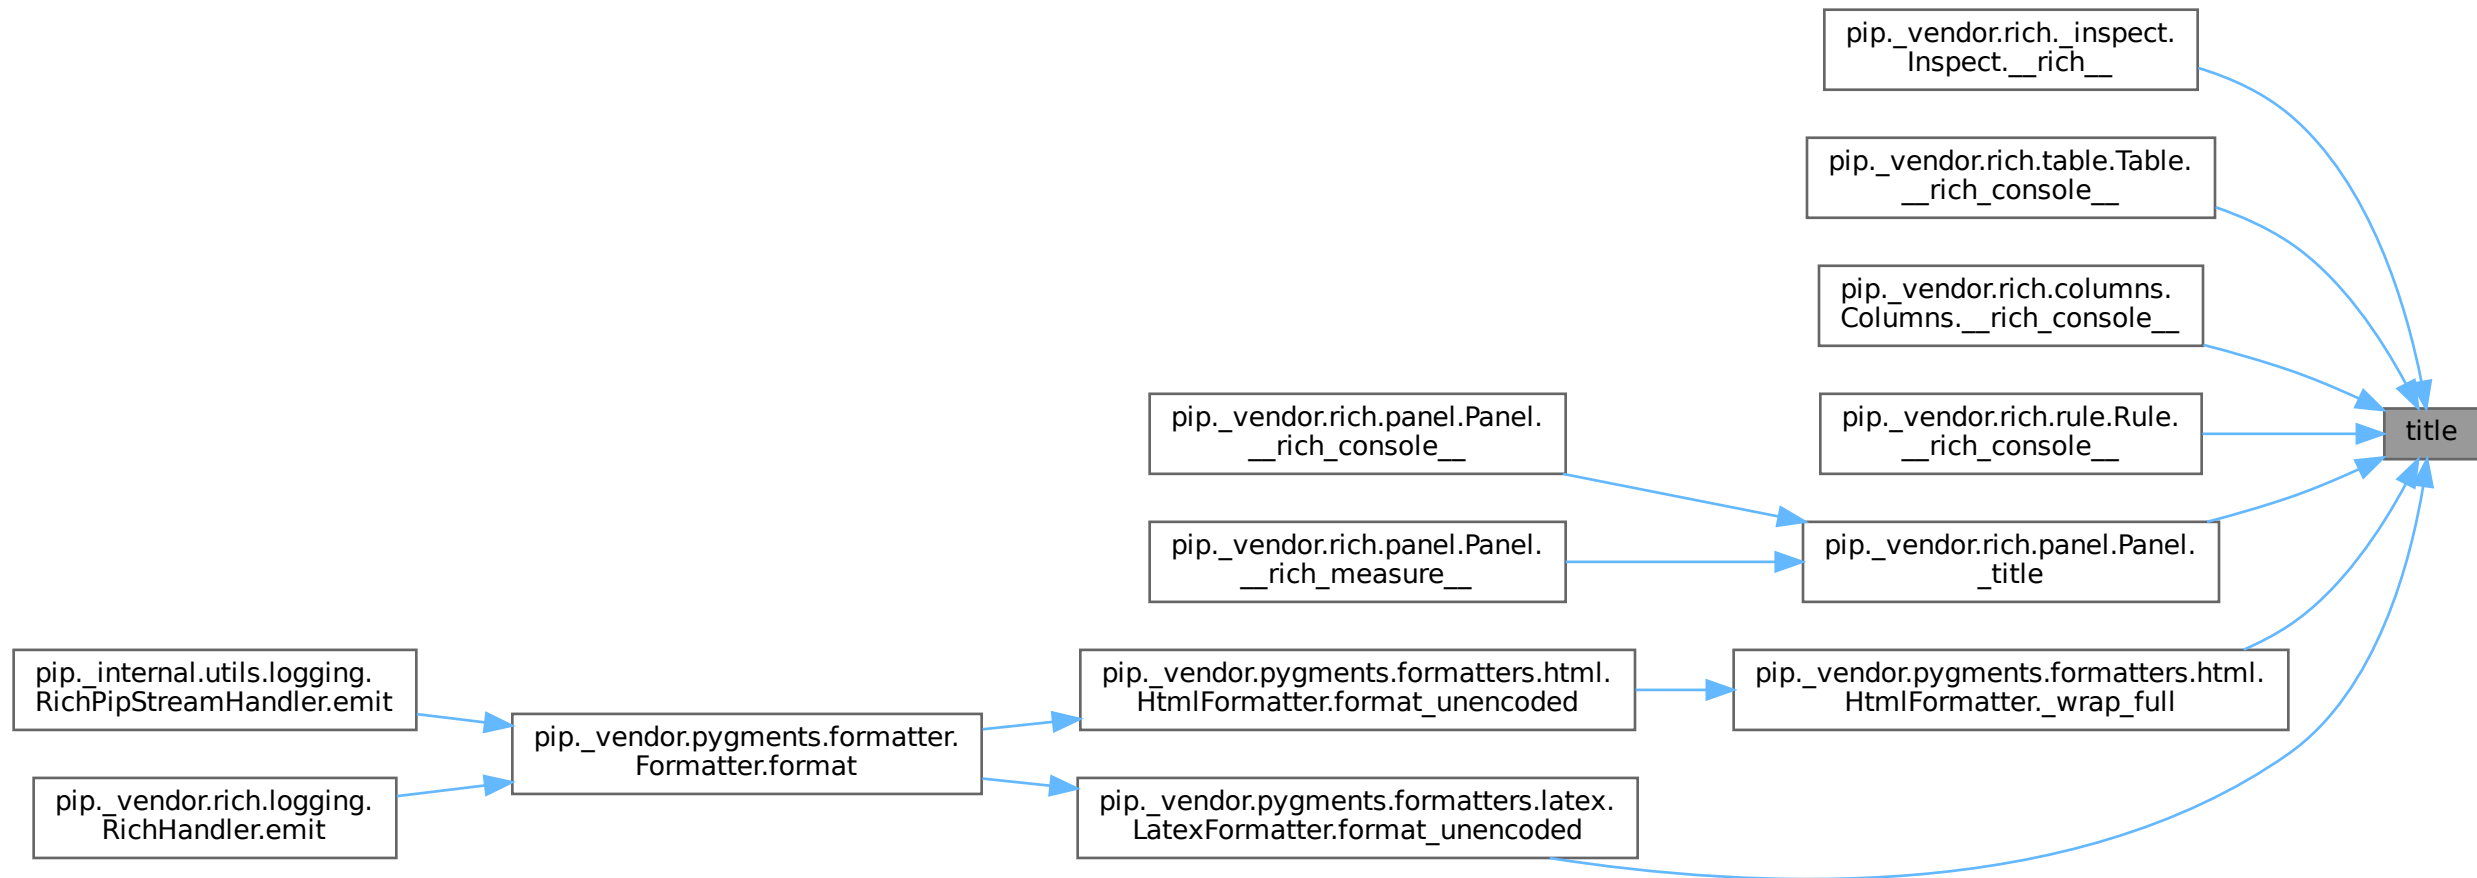 pip._vendor.rich._inspect.
Inspect.__rich__
pip._vendor.rich.table.Table.
__rich_console__
pip._vendor.rich.columns.
Columns.__rich_console__
pip._vendor.rich.panel.Panel.
__rich_console__
pip._vendor.rich.rule.Rule.
__rich_console__
title
pip._vendor.rich.panel.Panel.
__rich_measure__
pip._vendor.rich.panel.Panel.
_title
pip._internal.utils.logging.
RichPipStreamHandler.emit
pip._vendor.pygments.formatter.
Formatter.format
pip._vendor.pygments.formatters.html.
HtmlFormatter.format_unencoded
pip._vendor.pygments.formatters.html.
HtmlFormatter._wrap_full
pip._vendor.rich.logging.
RichHandler.emit
pip._vendor.pygments.formatters.latex.
LatexFormatter.format_unencoded